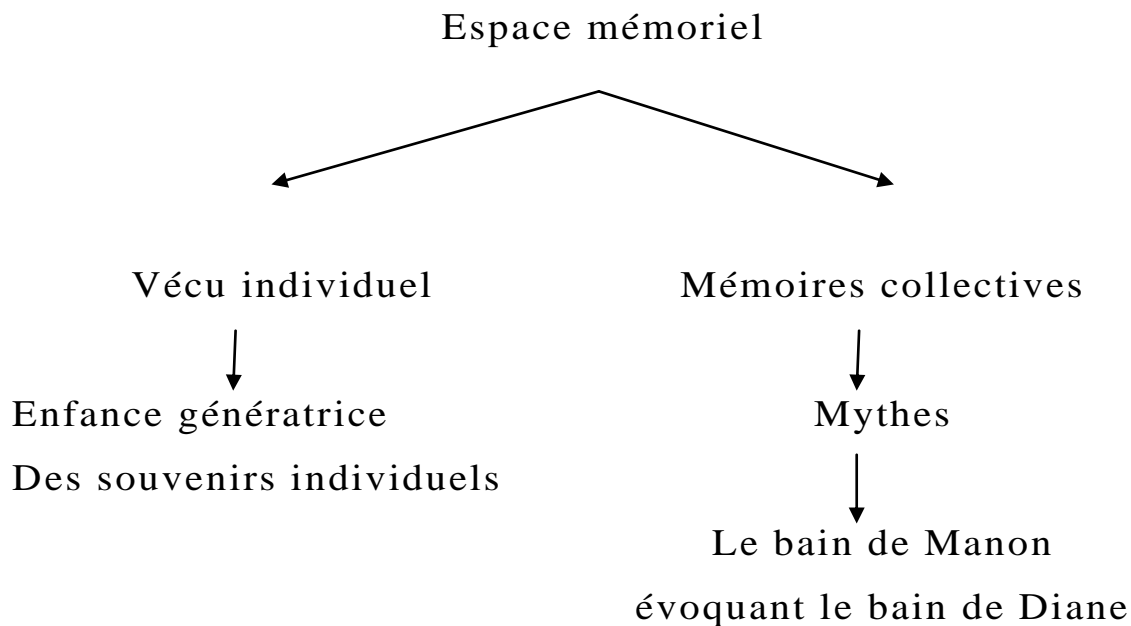 Espace mémoriel
Vécu individuel
Mémoires collectives
Enfance génératrice
Des souvenirs individuels
Mythes
Le bain de Manon
évoquant le bain de Diane